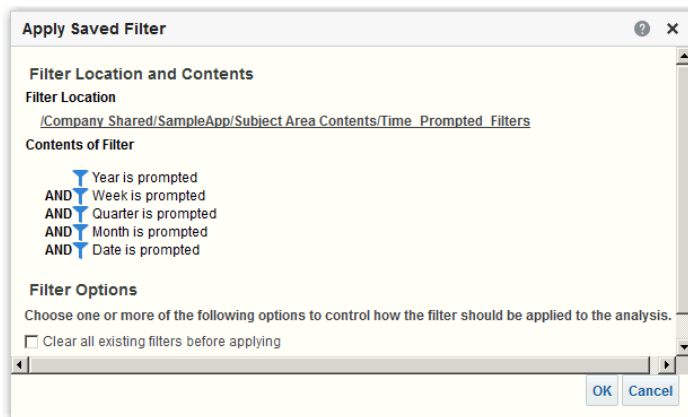 Apply Saved Filter
Filter Location and Contents
Filter Location
/Company Shared/SampleApp/Subject Area Contents/Time_Prompted_Filters
Contents of Filter
Year is prompted
AND Week is prompted
AND Quarter is prompted
AND Month is prompted
AND Date is prompted
Filter Options
Choose one or more of the following options to control how the filter should be applied to the analysis.
Clear all existing filters before applying
OK Cancel